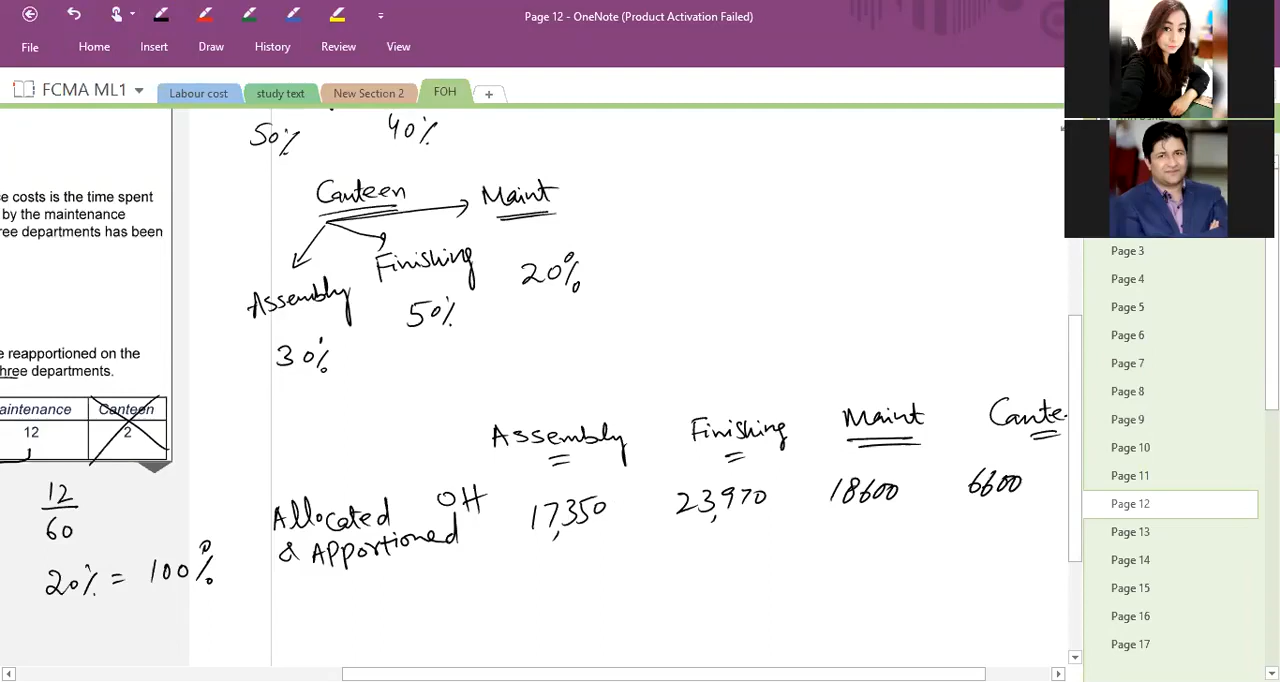 Page 12 - OneNote (Product Activation Failed)
File Home Insert Draw History Review View
FCMA ML1 Labour cost study text New Section 2 FOH +
50% 40%
e costs is the time spent
by the maintenance
ree departments has been
Canteen Maint
Assembly Finishing 20%
30% 50%
e reapportioned on the
hree departments.
aintenance Canteen
12 2
12
60
20% = 100%
Assembly Finishing Maint Cante
Allocated OH 17,350 23,970 18600 6600
& Apportioned
Page 3
Page 4
Page 5
Page 6
Page 7
Page 8
Page 9
Page 10
Page 11
Page 12
Page 13
Page 14
Page 15
Page 16
Page 17